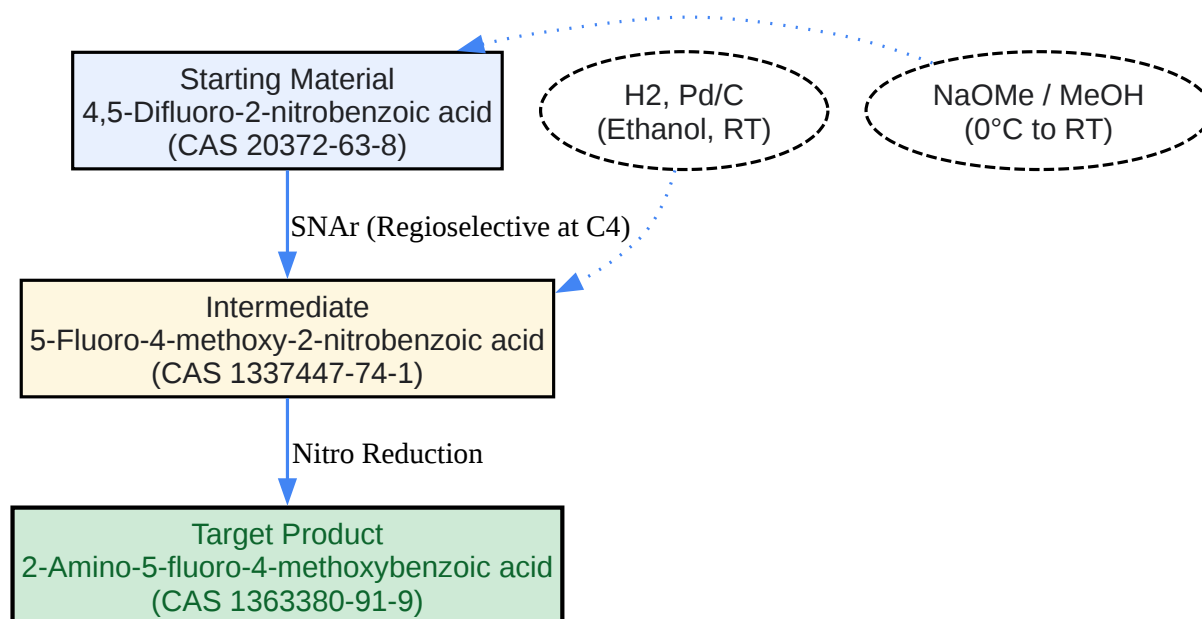 Starting Material
4,5-Difluoro-2-nitrobenzoic acid
(CAS 20372-63-8)
H2, Pd/C
(Ethanol, RT)
NaOMe / MeOH
(0°C to RT)
SNAr (Regioselective at C4)
Intermediate
5-Fluoro-4-methoxy-2-nitrobenzoic acid
(CAS 1337447-74-1)
Nitro Reduction
Target Product
2-Amino-5-fluoro-4-methoxybenzoic acid
(CAS 1363380-91-9)